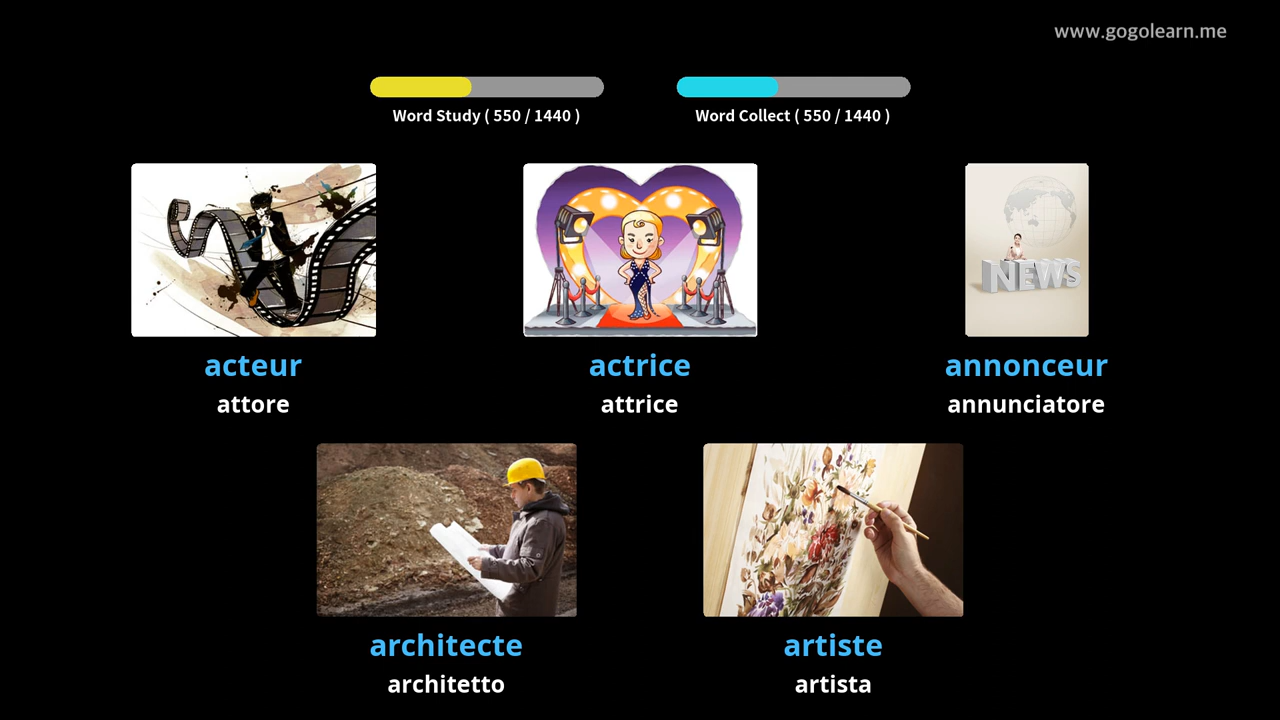 www.gogolearn.me
Word Study ( 550 / 1440 )
Word Collect ( 550 / 1440 )
NEWS
acteur
attore
actrice
attrice
annonceur
annunciatore
architecte
architetto
artiste
artista